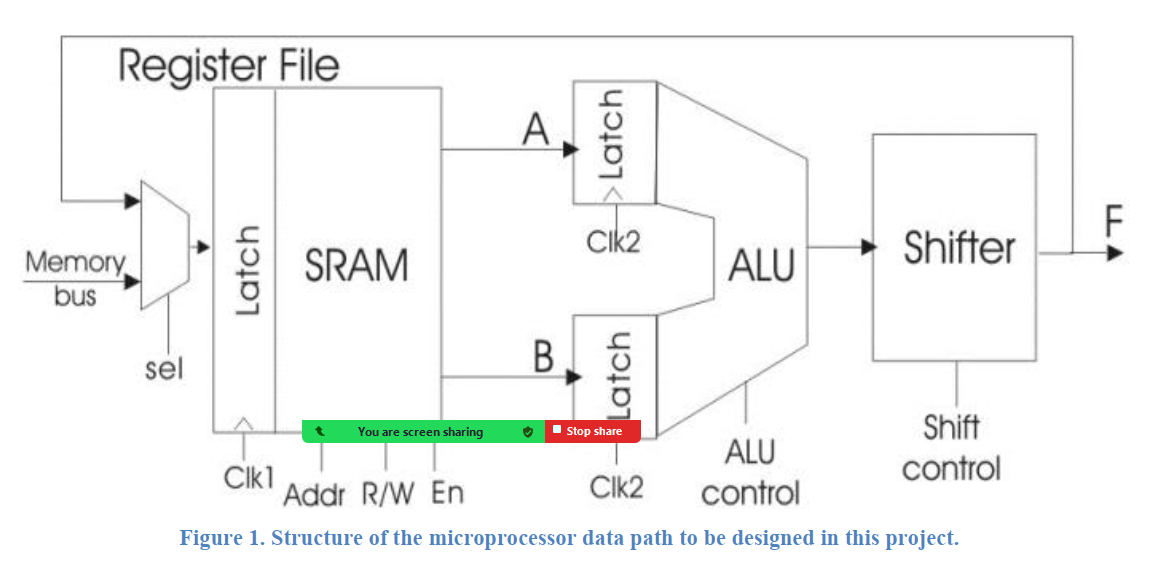 Register File
A
Latch
Clk2
Memory
bus
sel
Latch
SRAM
ALU
Shifter
F
B
Latch
Clk2
You are screen sharing
Stop share
Clk1
Addr
R/W
En
ALU
control
Shift
control
Figure 1. Structure of the microprocessor data path to be designed in this project.